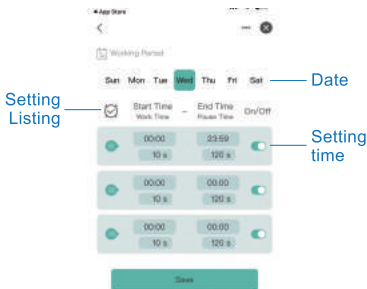 App Store
Working Period
Sun Mon Tue Wed Thu Fri Sat
Date
Setting
Listing
Start Time – End Time On/Off
Work Time Pause Time
00:00 23:59
10 s 120 s
Setting
time
00:00 00:00
10 s 120 s
00:00 00:00
10 s 120 s
Save